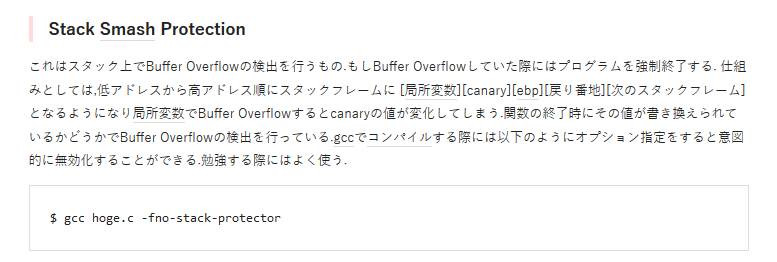 Stack Smash Protection
これはスタック上でBuffer Overflowの検出を行うもの.もしBuffer Overflowしていた際にはプログラムを強制終了する. 仕組
みとしては,低アドレスから高アドレス順にスタックフレームに [局所変数][canary][ebp][戻り番地][次のスタックフレーム]
となるようになり局所変数でBuffer Overflowするとcanaryの値が変化してしまう.関数の終了時にその値が書き換えられて
いるかどうかでBuffer Overflowの検出を行っている.gccでコンパイルする際には以下のようにオプション指定をすると意図
的に無効化することができる.勉強する際にはよく使う.
$ gcc hoge.c -fno-stack-protector